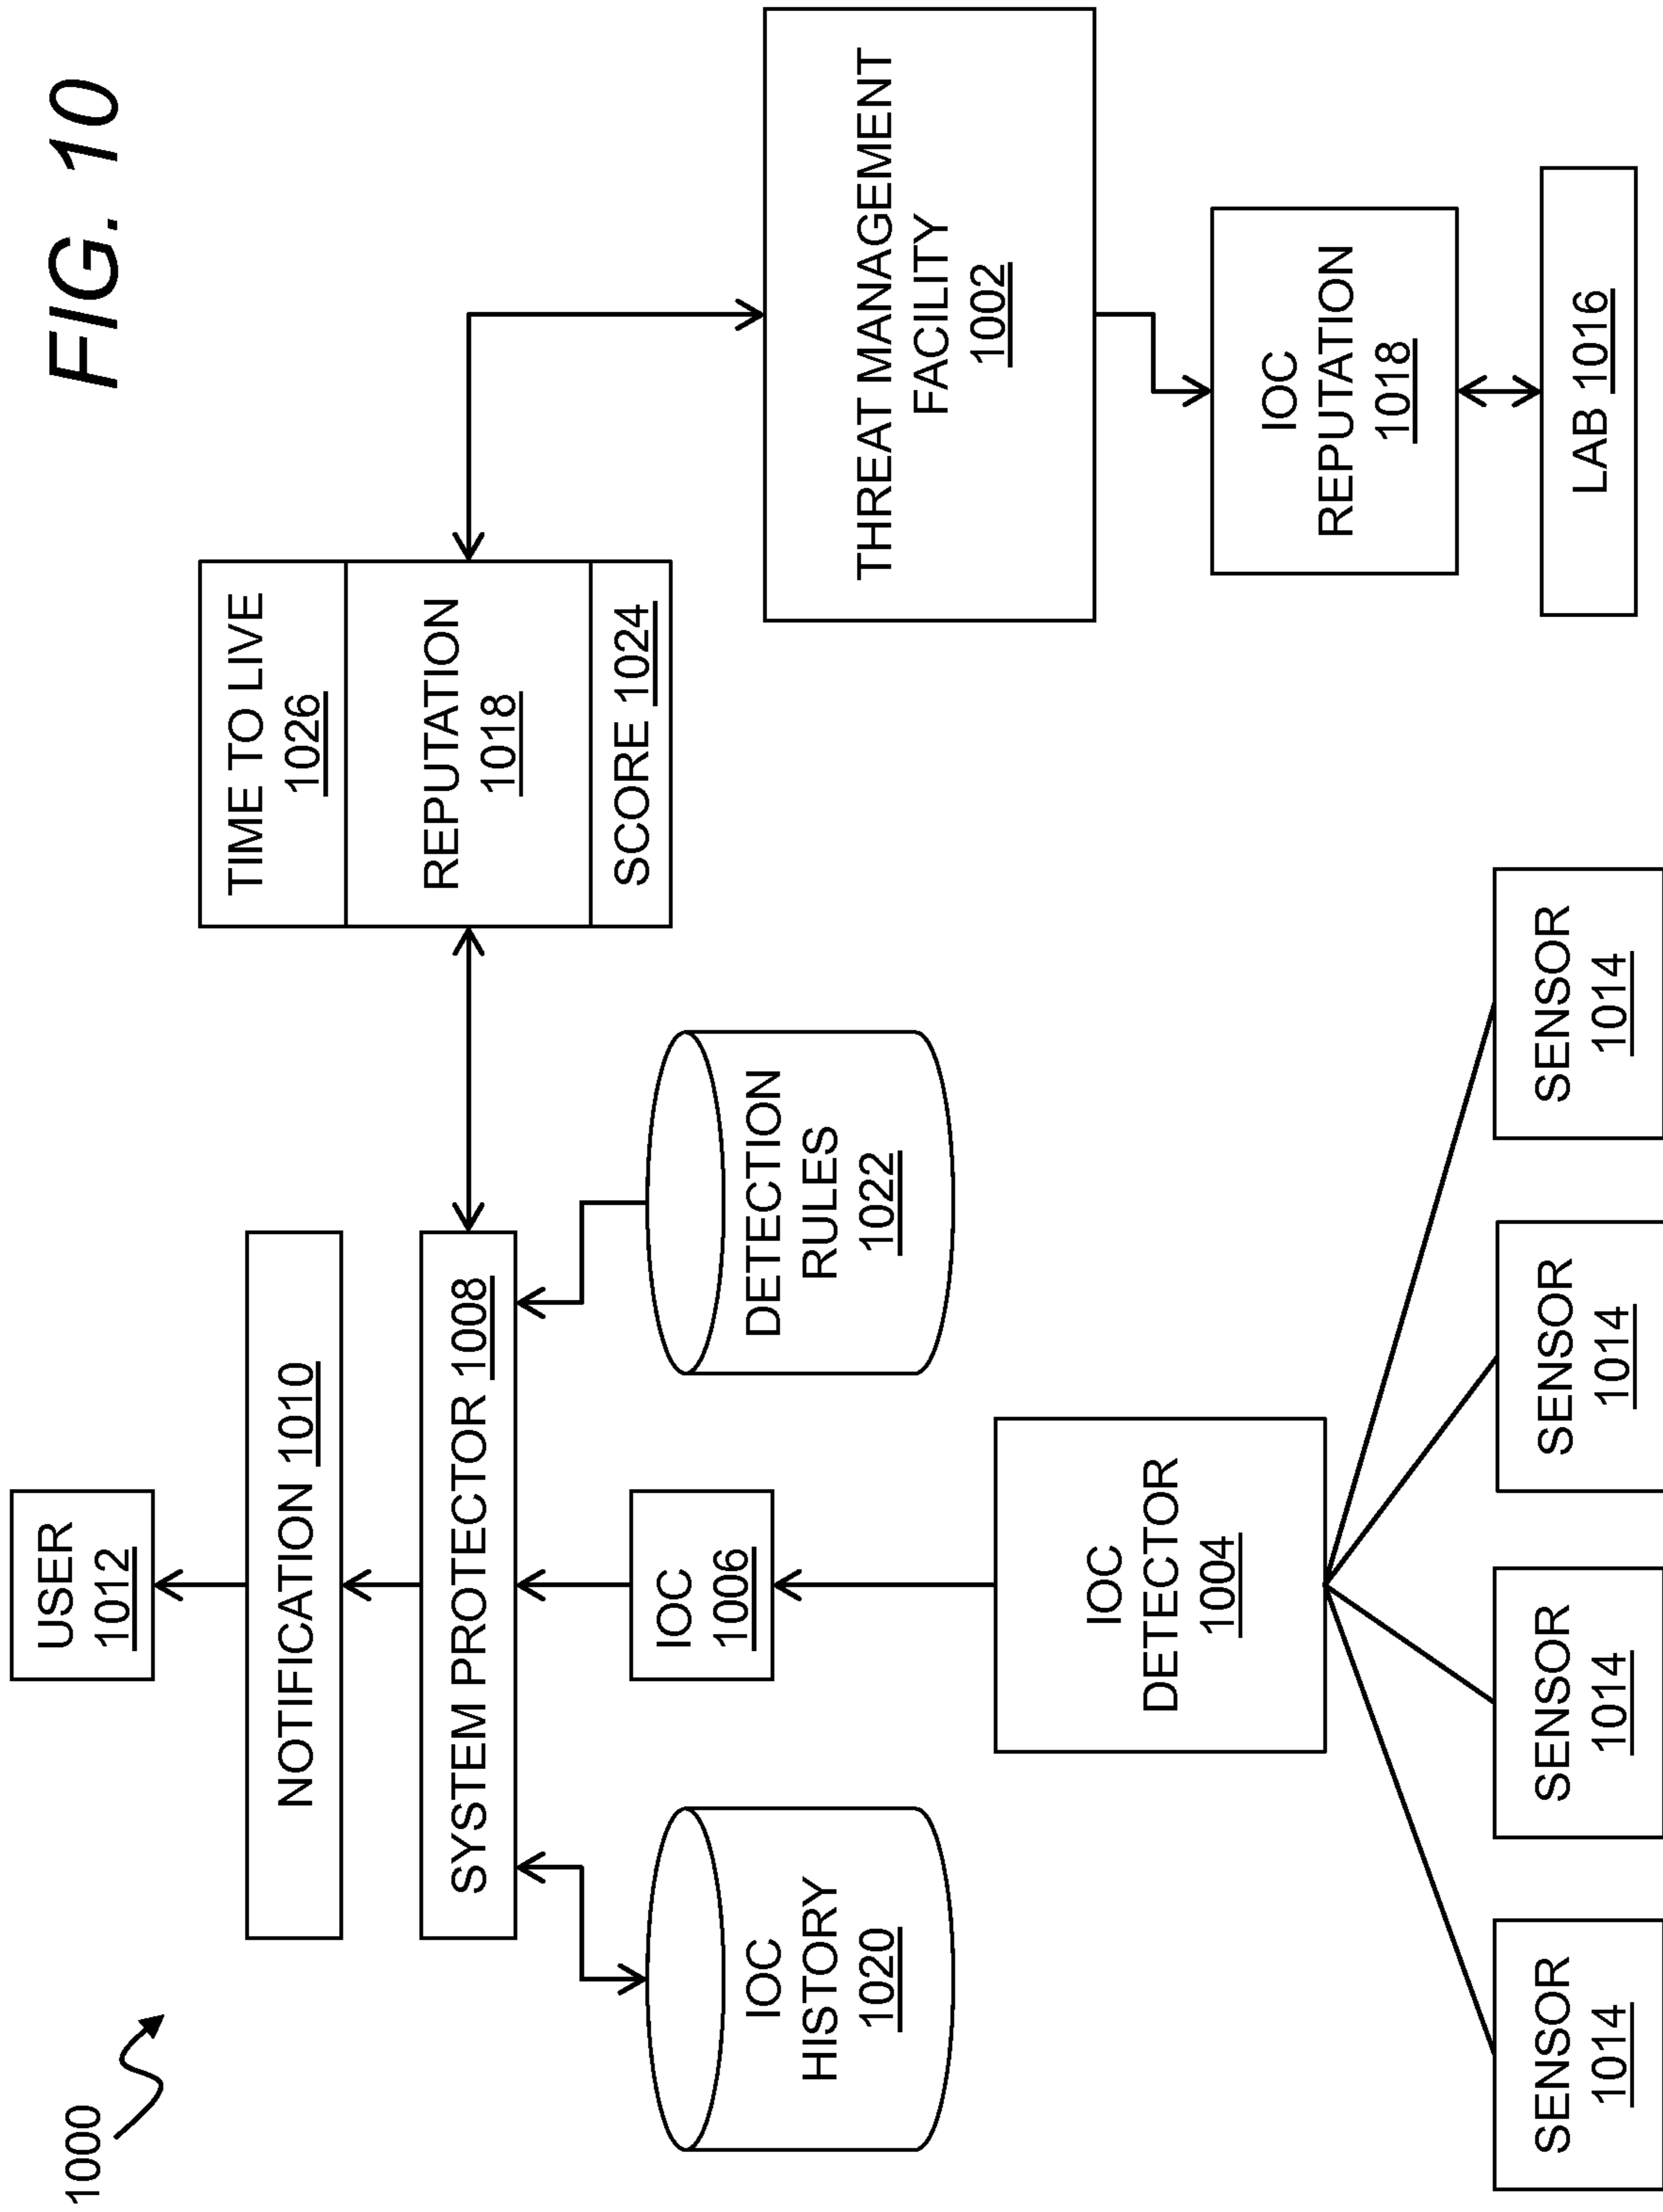 FIG. 10
1000
USER
1012
NOTIFICATION 1010
SYSTEM PROTECTOR 1008
TIME TO LIVE
1026
REPUTATION
1018
SCORE 1024
IOC
1006
IOC
HISTORY
1020
DETECTION
RULES
1022
THREAT MANAGEMENT
FACILITY
1002
IOC
DETECTOR
1004
IOC
REPUTATION
1018
SENSOR
1014
SENSOR
1014
SENSOR
1014
SENSOR
1014
LAB 1016